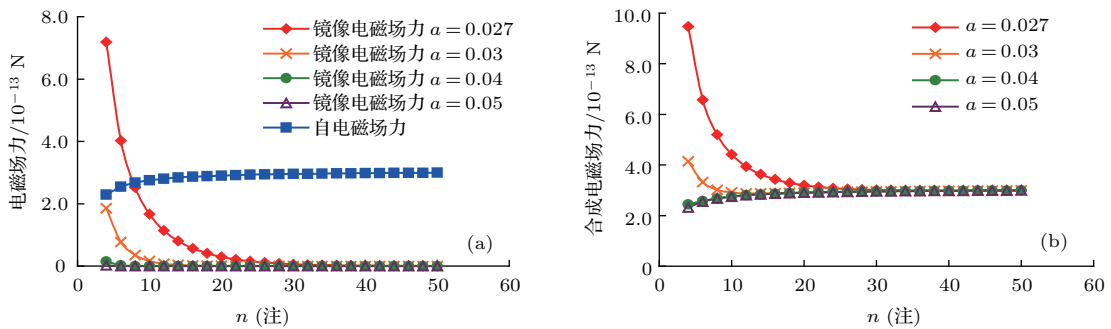 8.0
6.0
4.0
2.0
0
0
10
20
30
40
50
60
电磁场力/10−13 N
n (注)
镜像电磁场力 a = 0.027
镜像电磁场力 a = 0.03
镜像电磁场力 a = 0.04
镜像电磁场力 a = 0.05
自电磁场力
(a)
10.0
8.0
6.0
4.0
2.0
0
0
10
20
30
40
50
60
合成电磁场力/10−13 N
n (注)
a = 0.027
a = 0.03
a = 0.04
a = 0.05
(b)